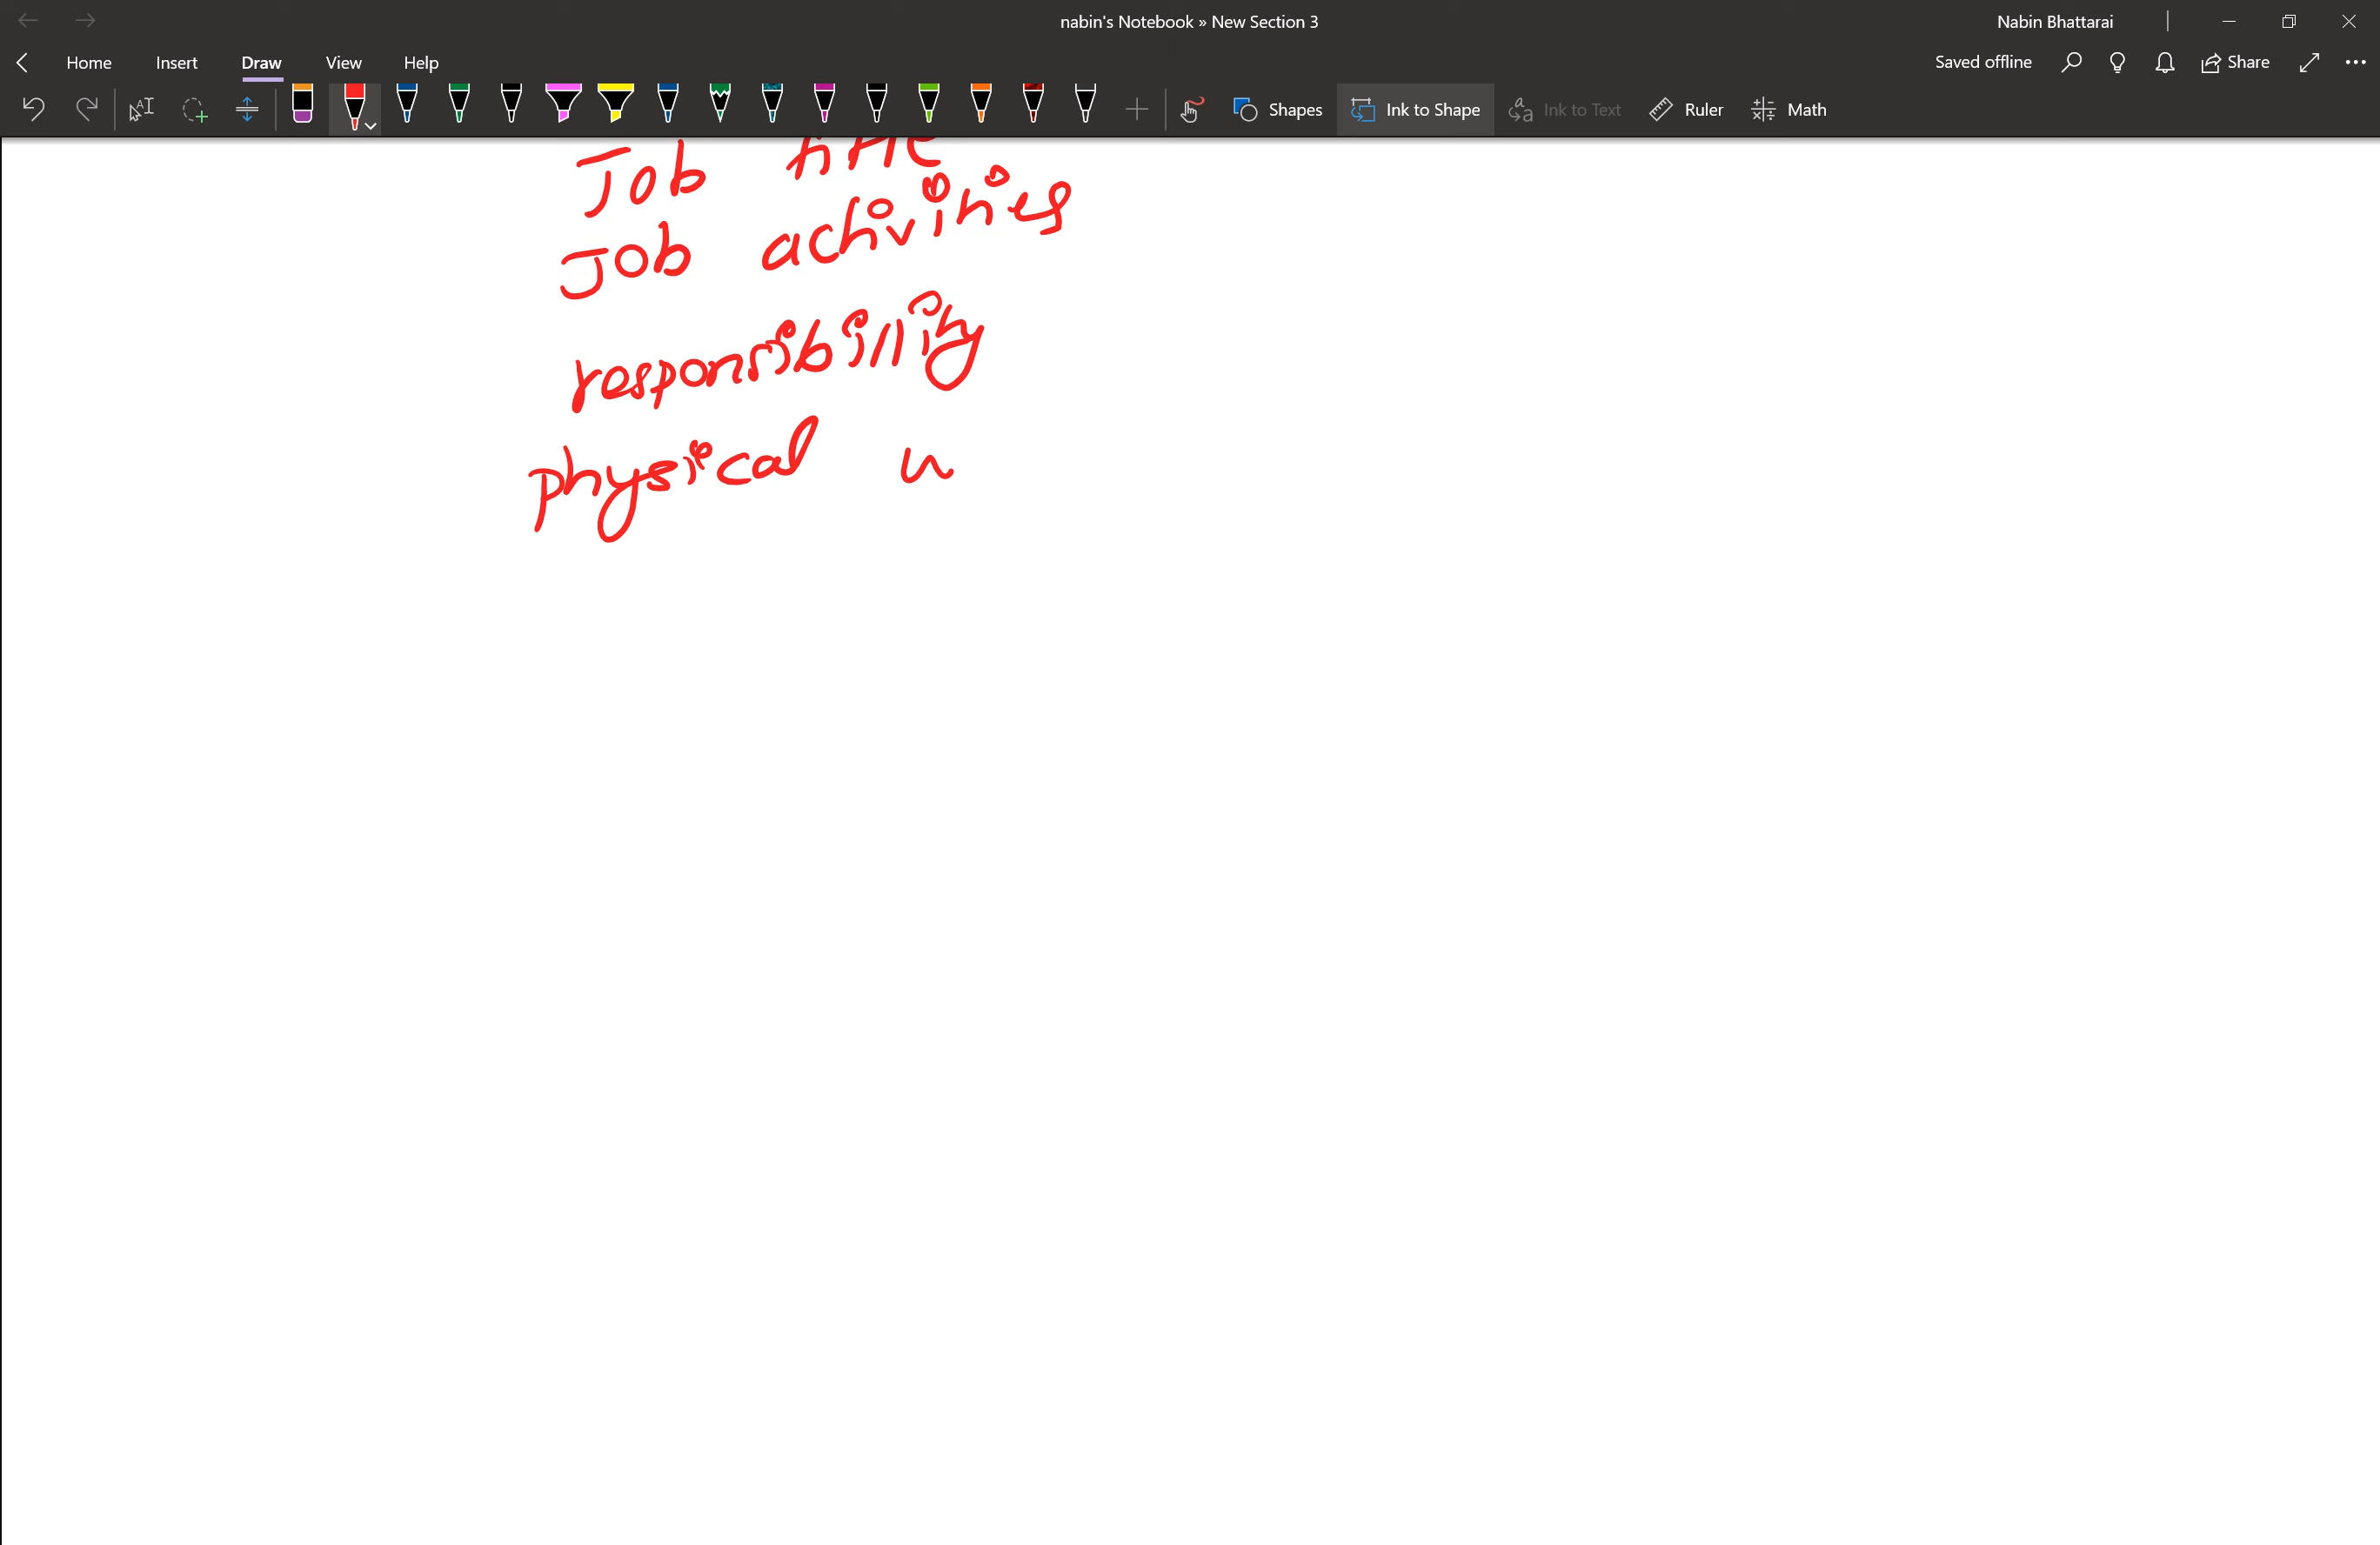 nabin's Notebook » New Section 3 Nabin Bhattarai
Home Insert Draw View Help Saved offline Share
Shapes Ink to Shape Ink to Text Ruler Math
Job title
Job activities
responsibility
physical w